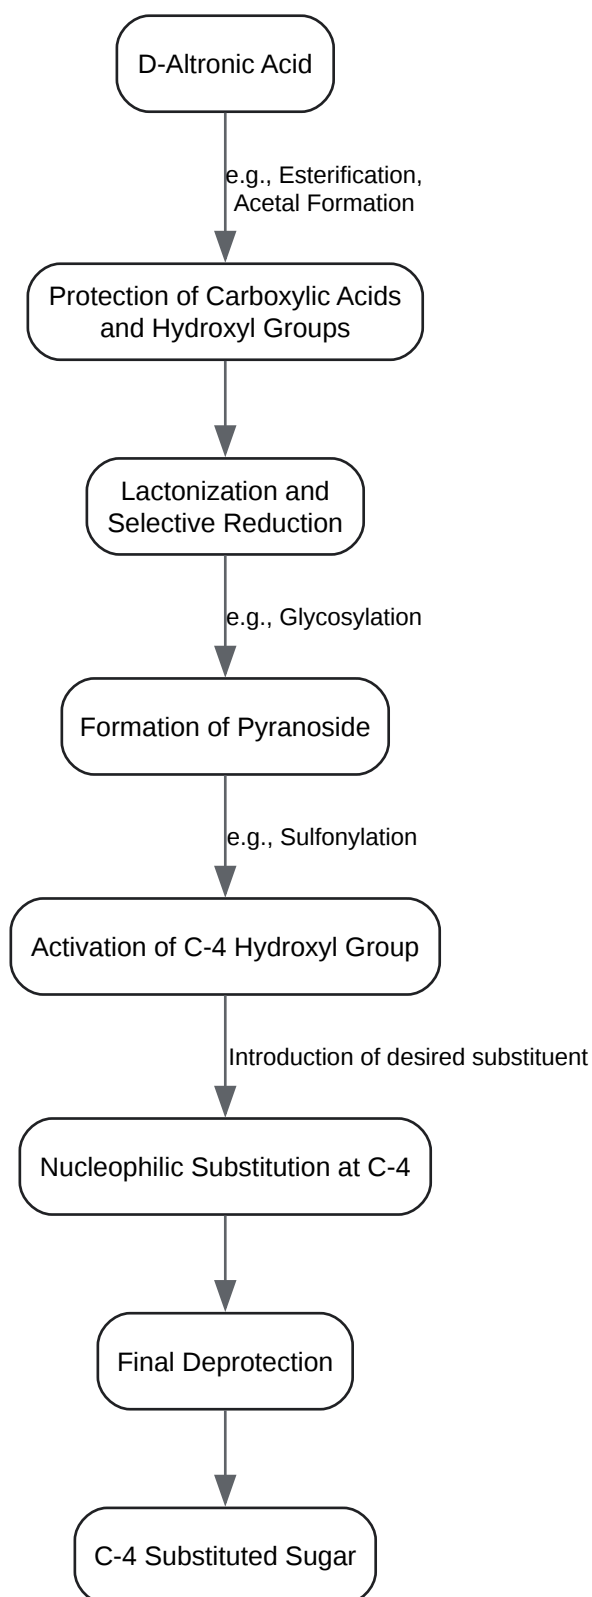 D-Altronic Acid
e.g., Esterification,
Acetal Formation
Protection of Carboxylic Acids
and Hydroxyl Groups
Lactonization and
Selective Reduction
e.g., Glycosylation
Formation of Pyranoside
e.g., Sulfonylation
Activation of C-4 Hydroxyl Group
Introduction of desired substituent
Nucleophilic Substitution at C-4
Final Deprotection
C-4 Substituted Sugar